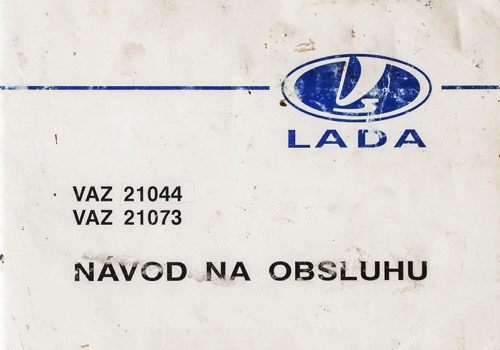 LADA
VAZ 21044
VAZ 21073
NÁVOD NA OBSLUHU